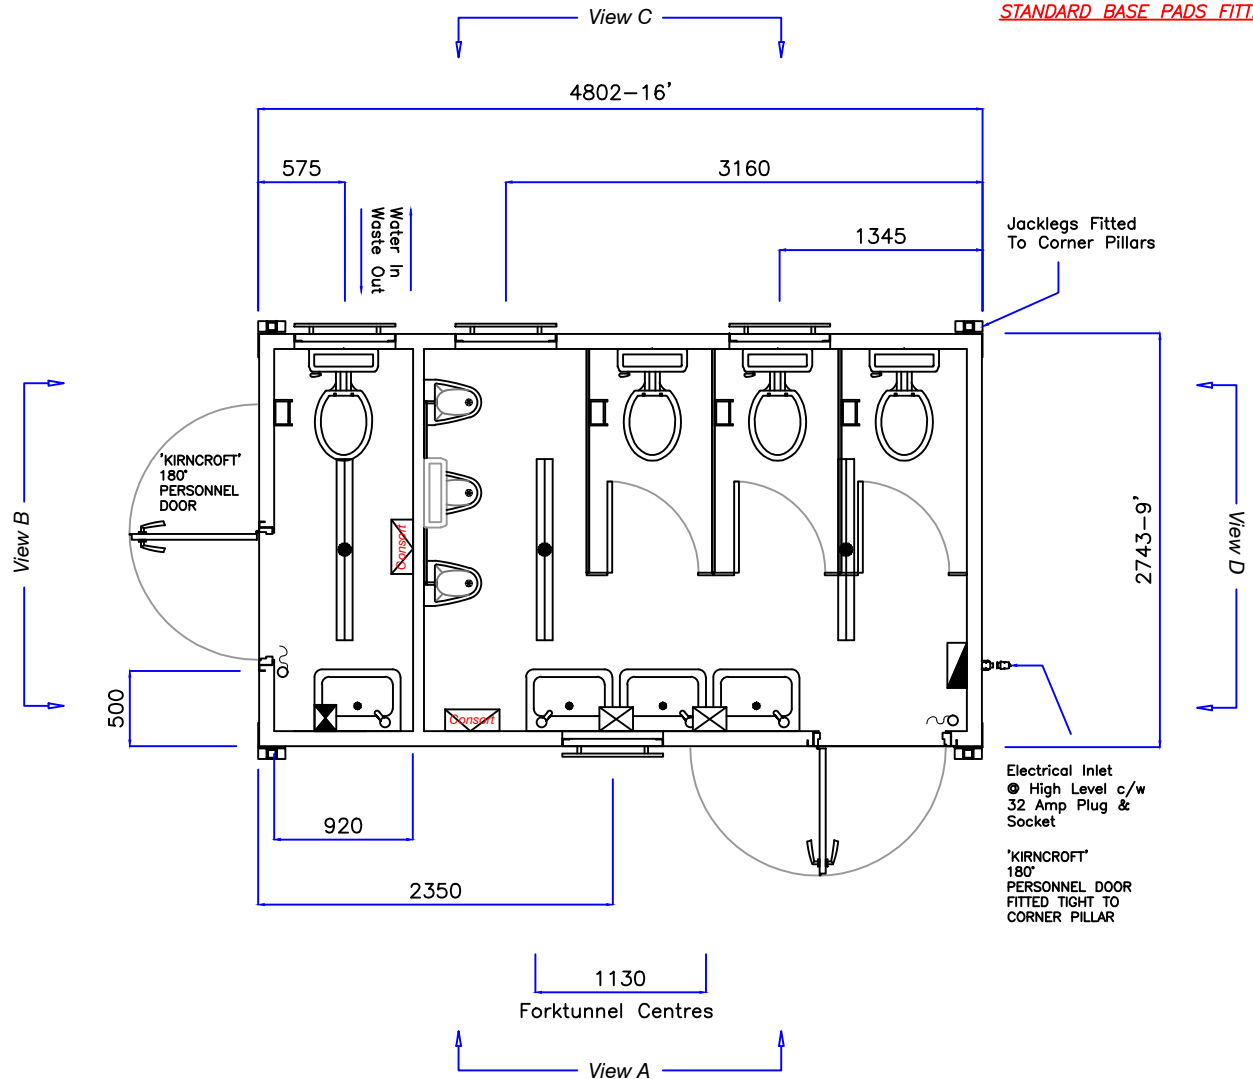 STANDARD BASE PADS FITT
View C
4802-16'
575
3160
Water In
Waste Out
1345
Jacklegs Fitted
To Corner Pillars
'KIRNCROFT'
180°
PERSONNEL
DOOR
View B
Consort
2743-9'
View D
500
Consort
Electrical Inlet
@ High Level c/w
32 Amp Plug &
Socket
920
'KIRNCROFT'
180°
PERSONNEL DOOR
FITTED TIGHT TO
CORNER PILLAR
2350
1130
Forktunnel Centres
View A